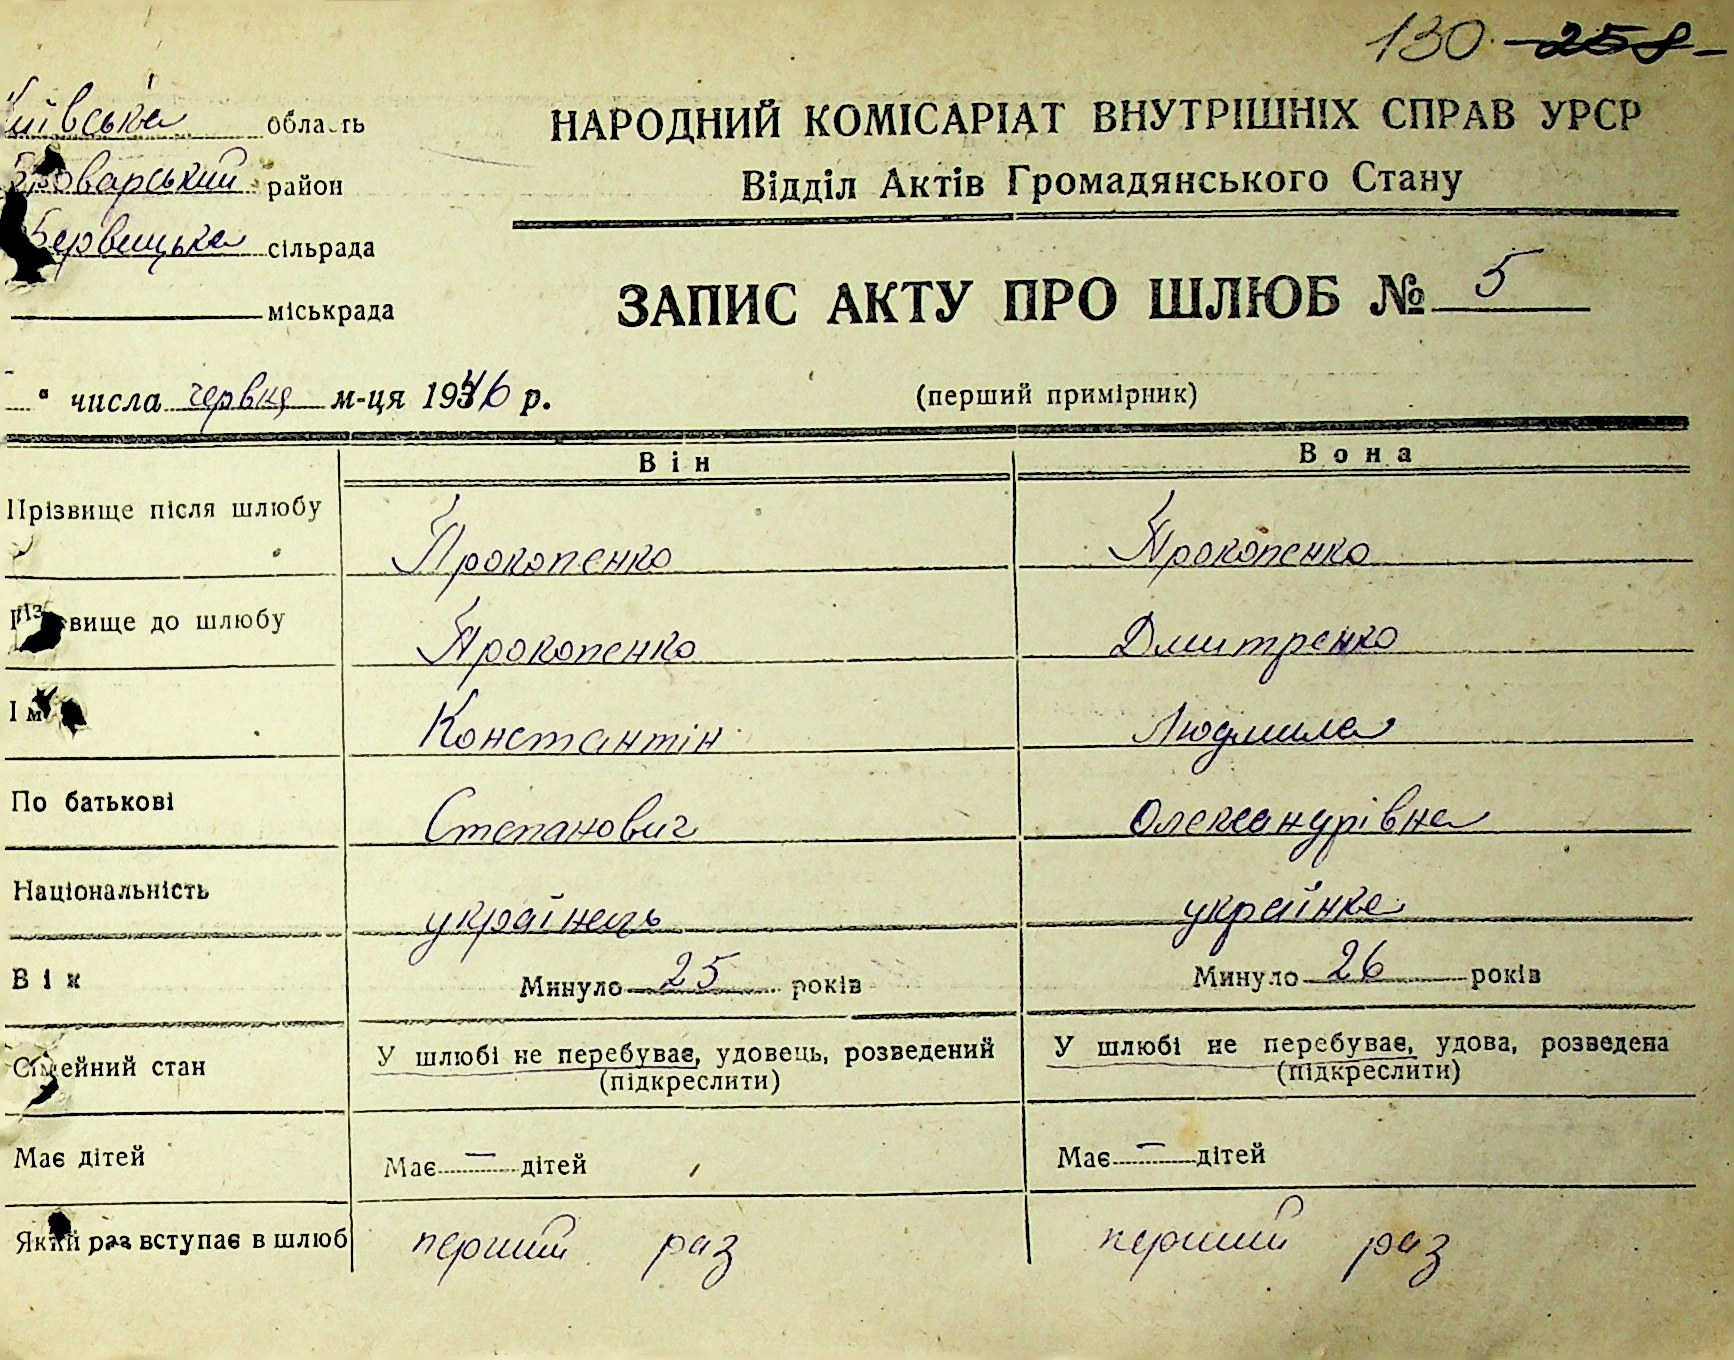 130. 258
Київська область
Броварський район
Бервицька сільрада
міськрада
НАРОДНИЙ КОМІСАРІАТ ВНУТРІШНІХ СПРАВ УРСР
Відділ Актів Громадянського Стану
ЗАПИС АКТУ ПРО ШЛЮБ № 5
" числа червня м-ця 1946 р.
(перший примірник)
Він Вона
Прізвище після шлюбу Прокопенко Прокопенко
Прізвище до шлюбу Прокопенко Дмитренко
Ім Константін Людмила
По батькові Степанович Олександрівна
Національність українець українка
Вік Минуло 25 років Минуло 26 років
Сімейний стан У шлюбі не перебуває, удовець, розведений У шлюбі не перебуває, удова, розведена
(підкреслити) (підкреслити)
Має дітей Має — дітей Має — дітей
Який раз вступає в шлюб перший раз перший раз